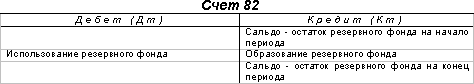 Счет 82
Дебет (Дт) Кредит (Кт)
Сальдо - остаток резервного фонда на начало
периода
Использование резервного фонда Образование резервного фонда
Сальдо - остаток резервного фонда на конец
периода